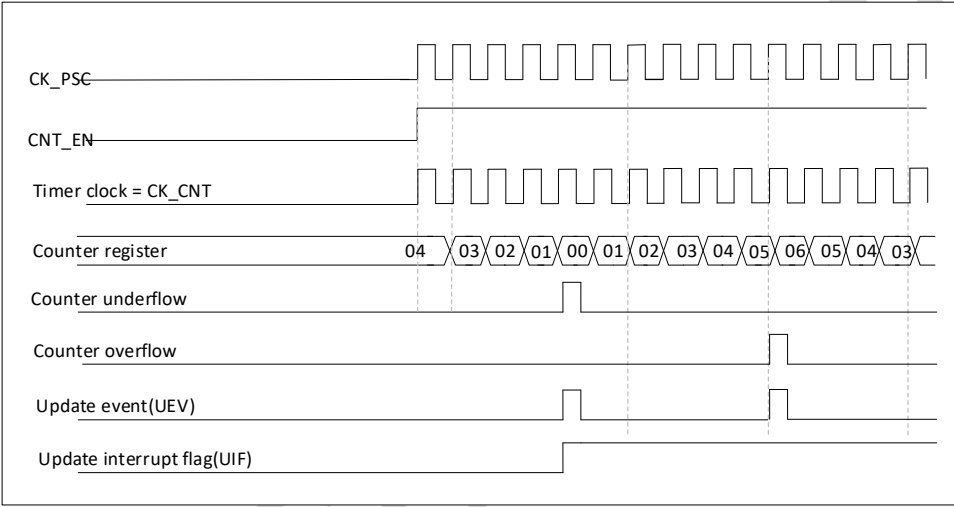 CK_PSC
CNT_EN
Timer clock = CK_CNT
Counter register 04 03 02 01 00 01 02 03 04 05 06 05 04 03
Counter underflow
Counter overflow
Update event(UEV)
Update interrupt flag(UIF)